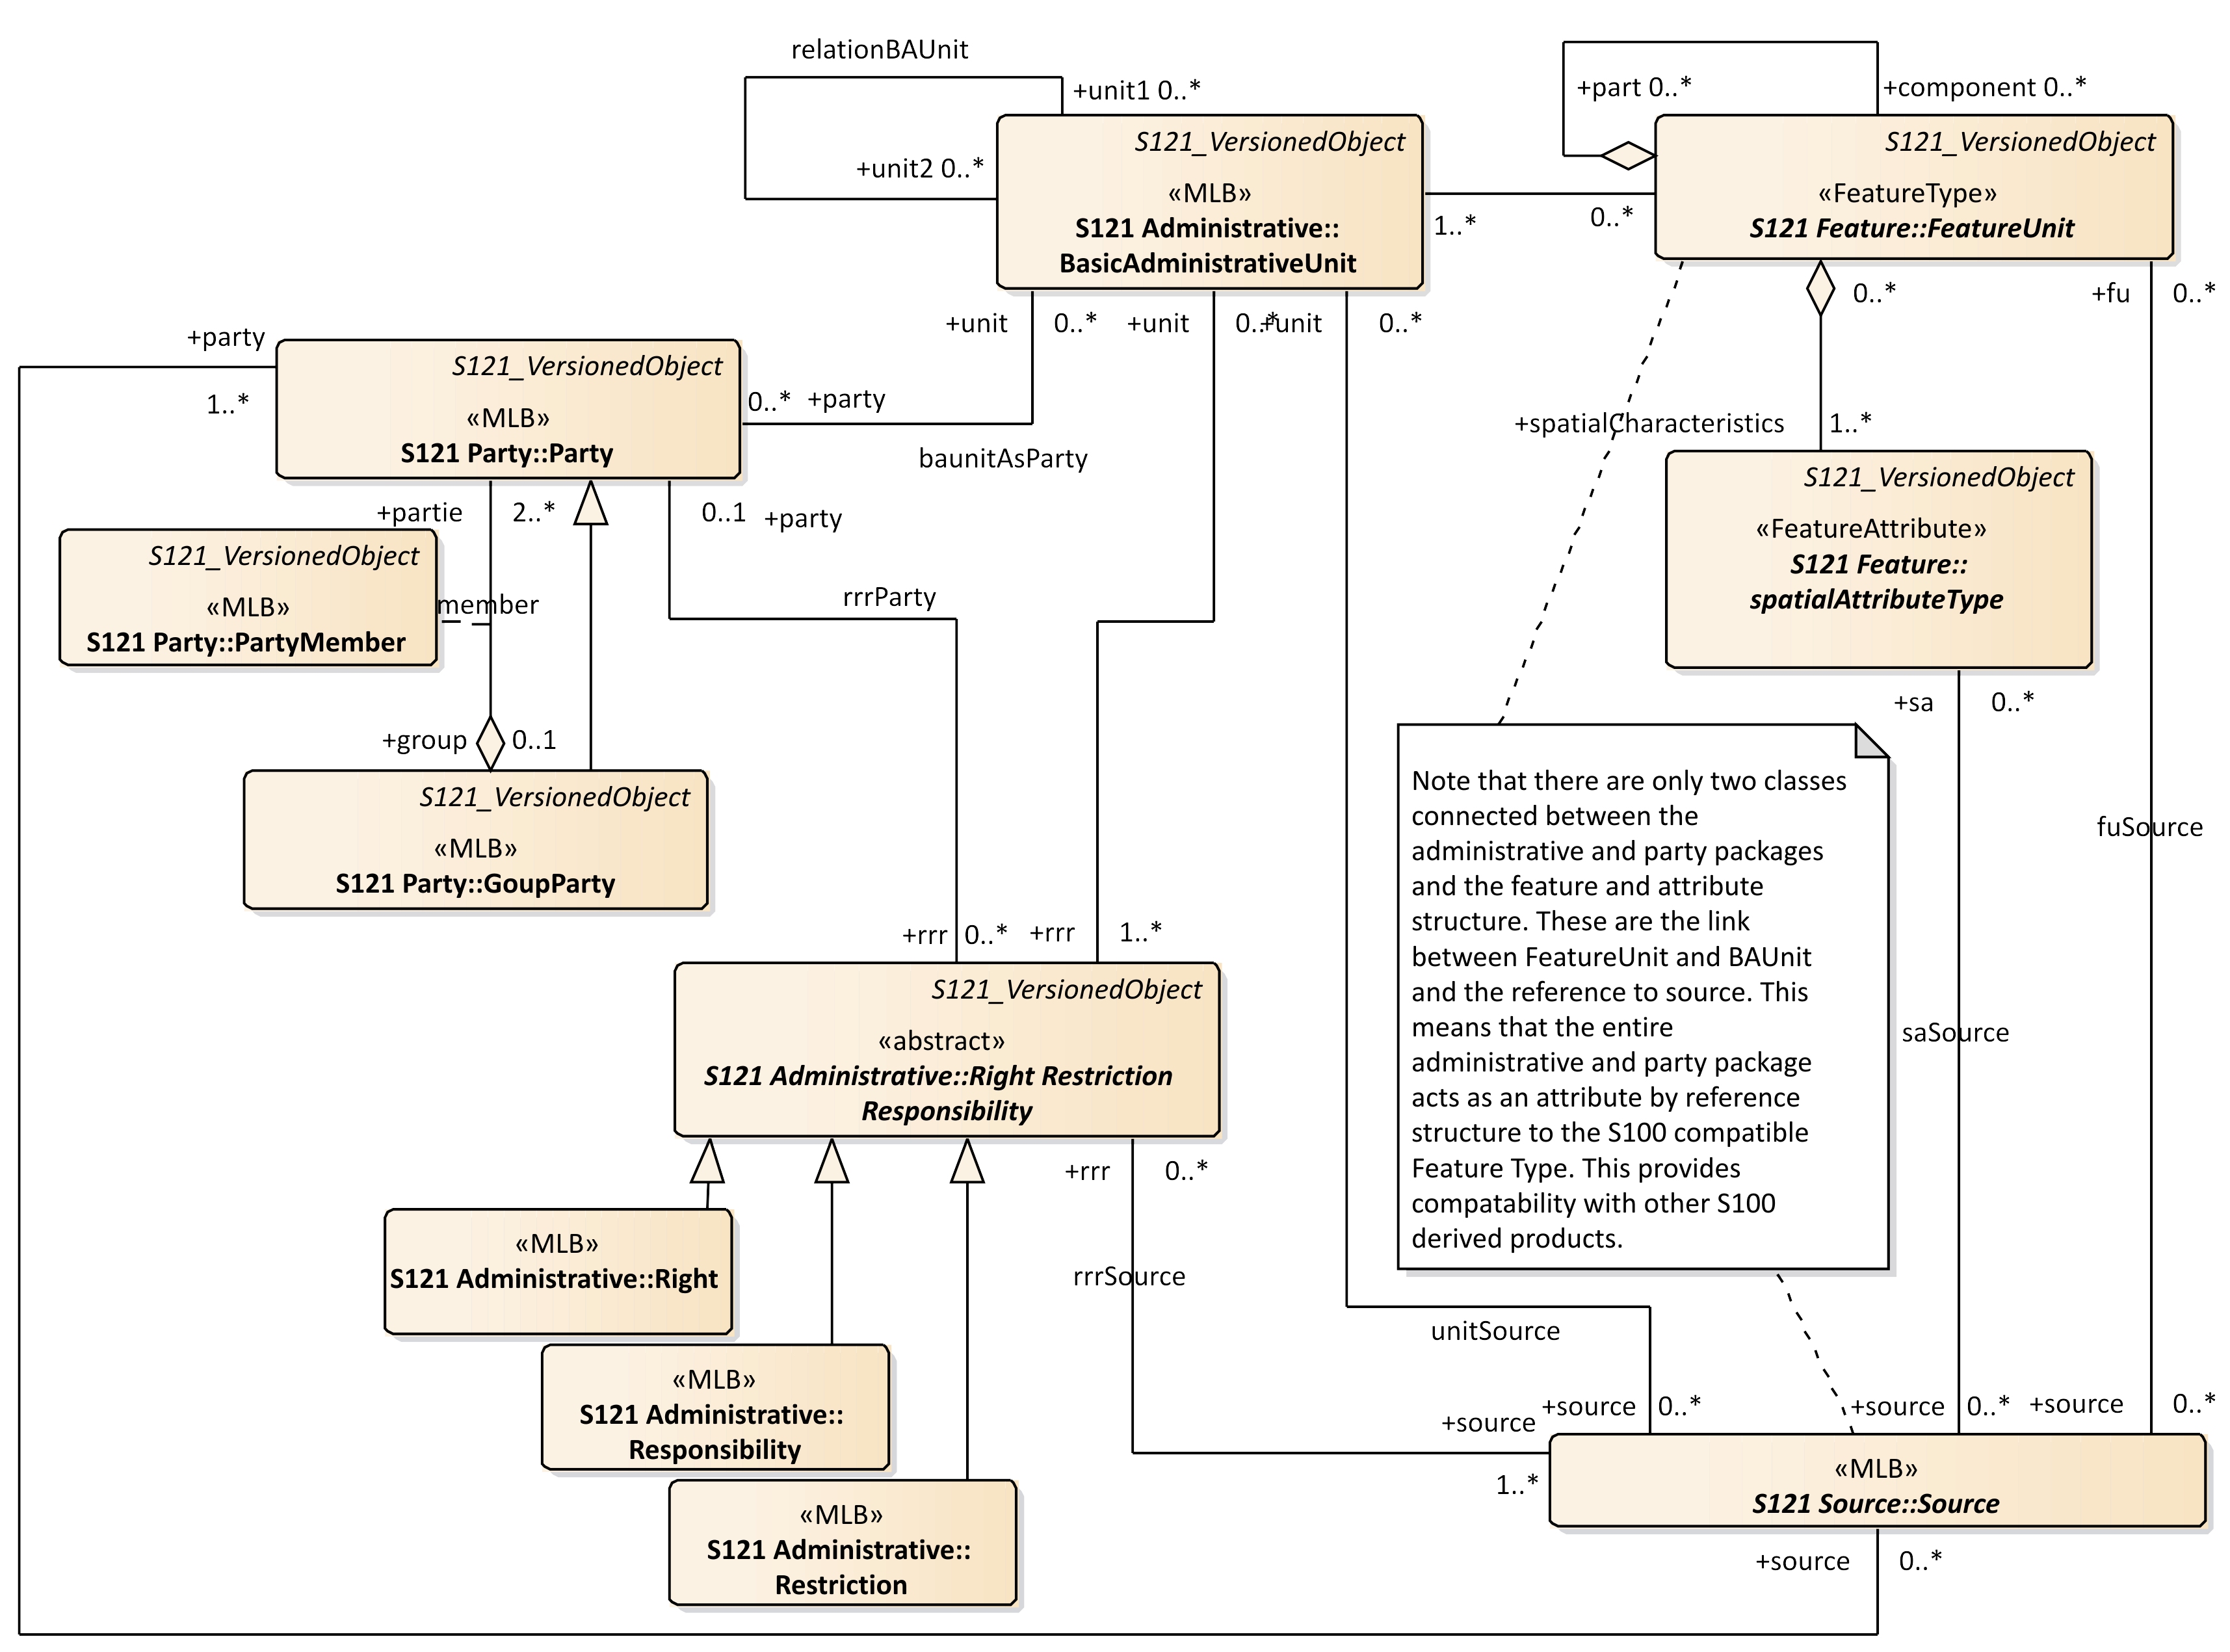 relationBAUnit
+unit1 0..*
+unit2 0..*
S121_VersionedObject
«MLB»
S121 Administrative::
BasicAdministrativeUnit
+part 0..*
+component 0..*
S121_VersionedObject
«FeatureType»
S121 Feature::FeatureUnit
1..*
0..*
+unit
0..*
+unit
0..*
+unit
0..*
0..*
+fu
0..*
+party
1..*
S121_VersionedObject
«MLB»
S121 Party::Party
0..*
+party
baunitAsParty
+spatialCharacteristics
1..*
S121_VersionedObject
«FeatureAttribute»
S121 Feature::
spatialAttributeType
+partie
2..*
0..1
+party
S121_VersionedObject
«MLB»
S121 Party::PartyMember
member
rrrParty
+group
0..1
S121_VersionedObject
«MLB»
S121 Party::GoupParty
+sa
0..*
Note that there are only two classes
connected between the
administrative and party packages
and the feature and attribute
structure. These are the link
between FeatureUnit and BAUnit
and the reference to source. This
means that the entire
administrative and party package
acts as an attribute by reference
structure to the S100 compatible
Feature Type. This provides
compatability with other S100
derived products.
fuSource
saSource
+rrr
0..*
+rrr
1..*
S121_VersionedObject
«abstract»
S121 Administrative::Right Restriction
Responsibility
+rrr
0..*
«MLB»
S121 Administrative::Right
«MLB»
S121 Administrative::
Responsibility
«MLB»
S121 Administrative::
Restriction
rrrSource
unitSource
+source
1..*
+source
0..*
+source
0..*
+source
0..*
«MLB»
S121 Source::Source
+source
0..*